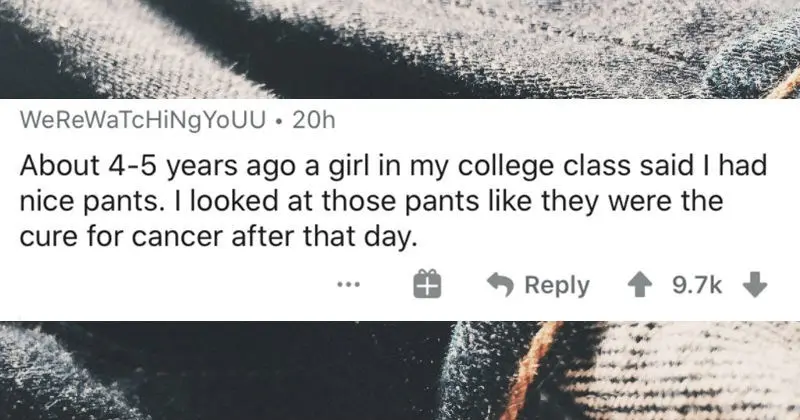 WeReWaTcHiNgYoUU • 20h
About 4-5 years ago a girl in my college class said I had
nice pants. I looked at those pants like they were the
cure for cancer after that day.
... Reply 9.7k